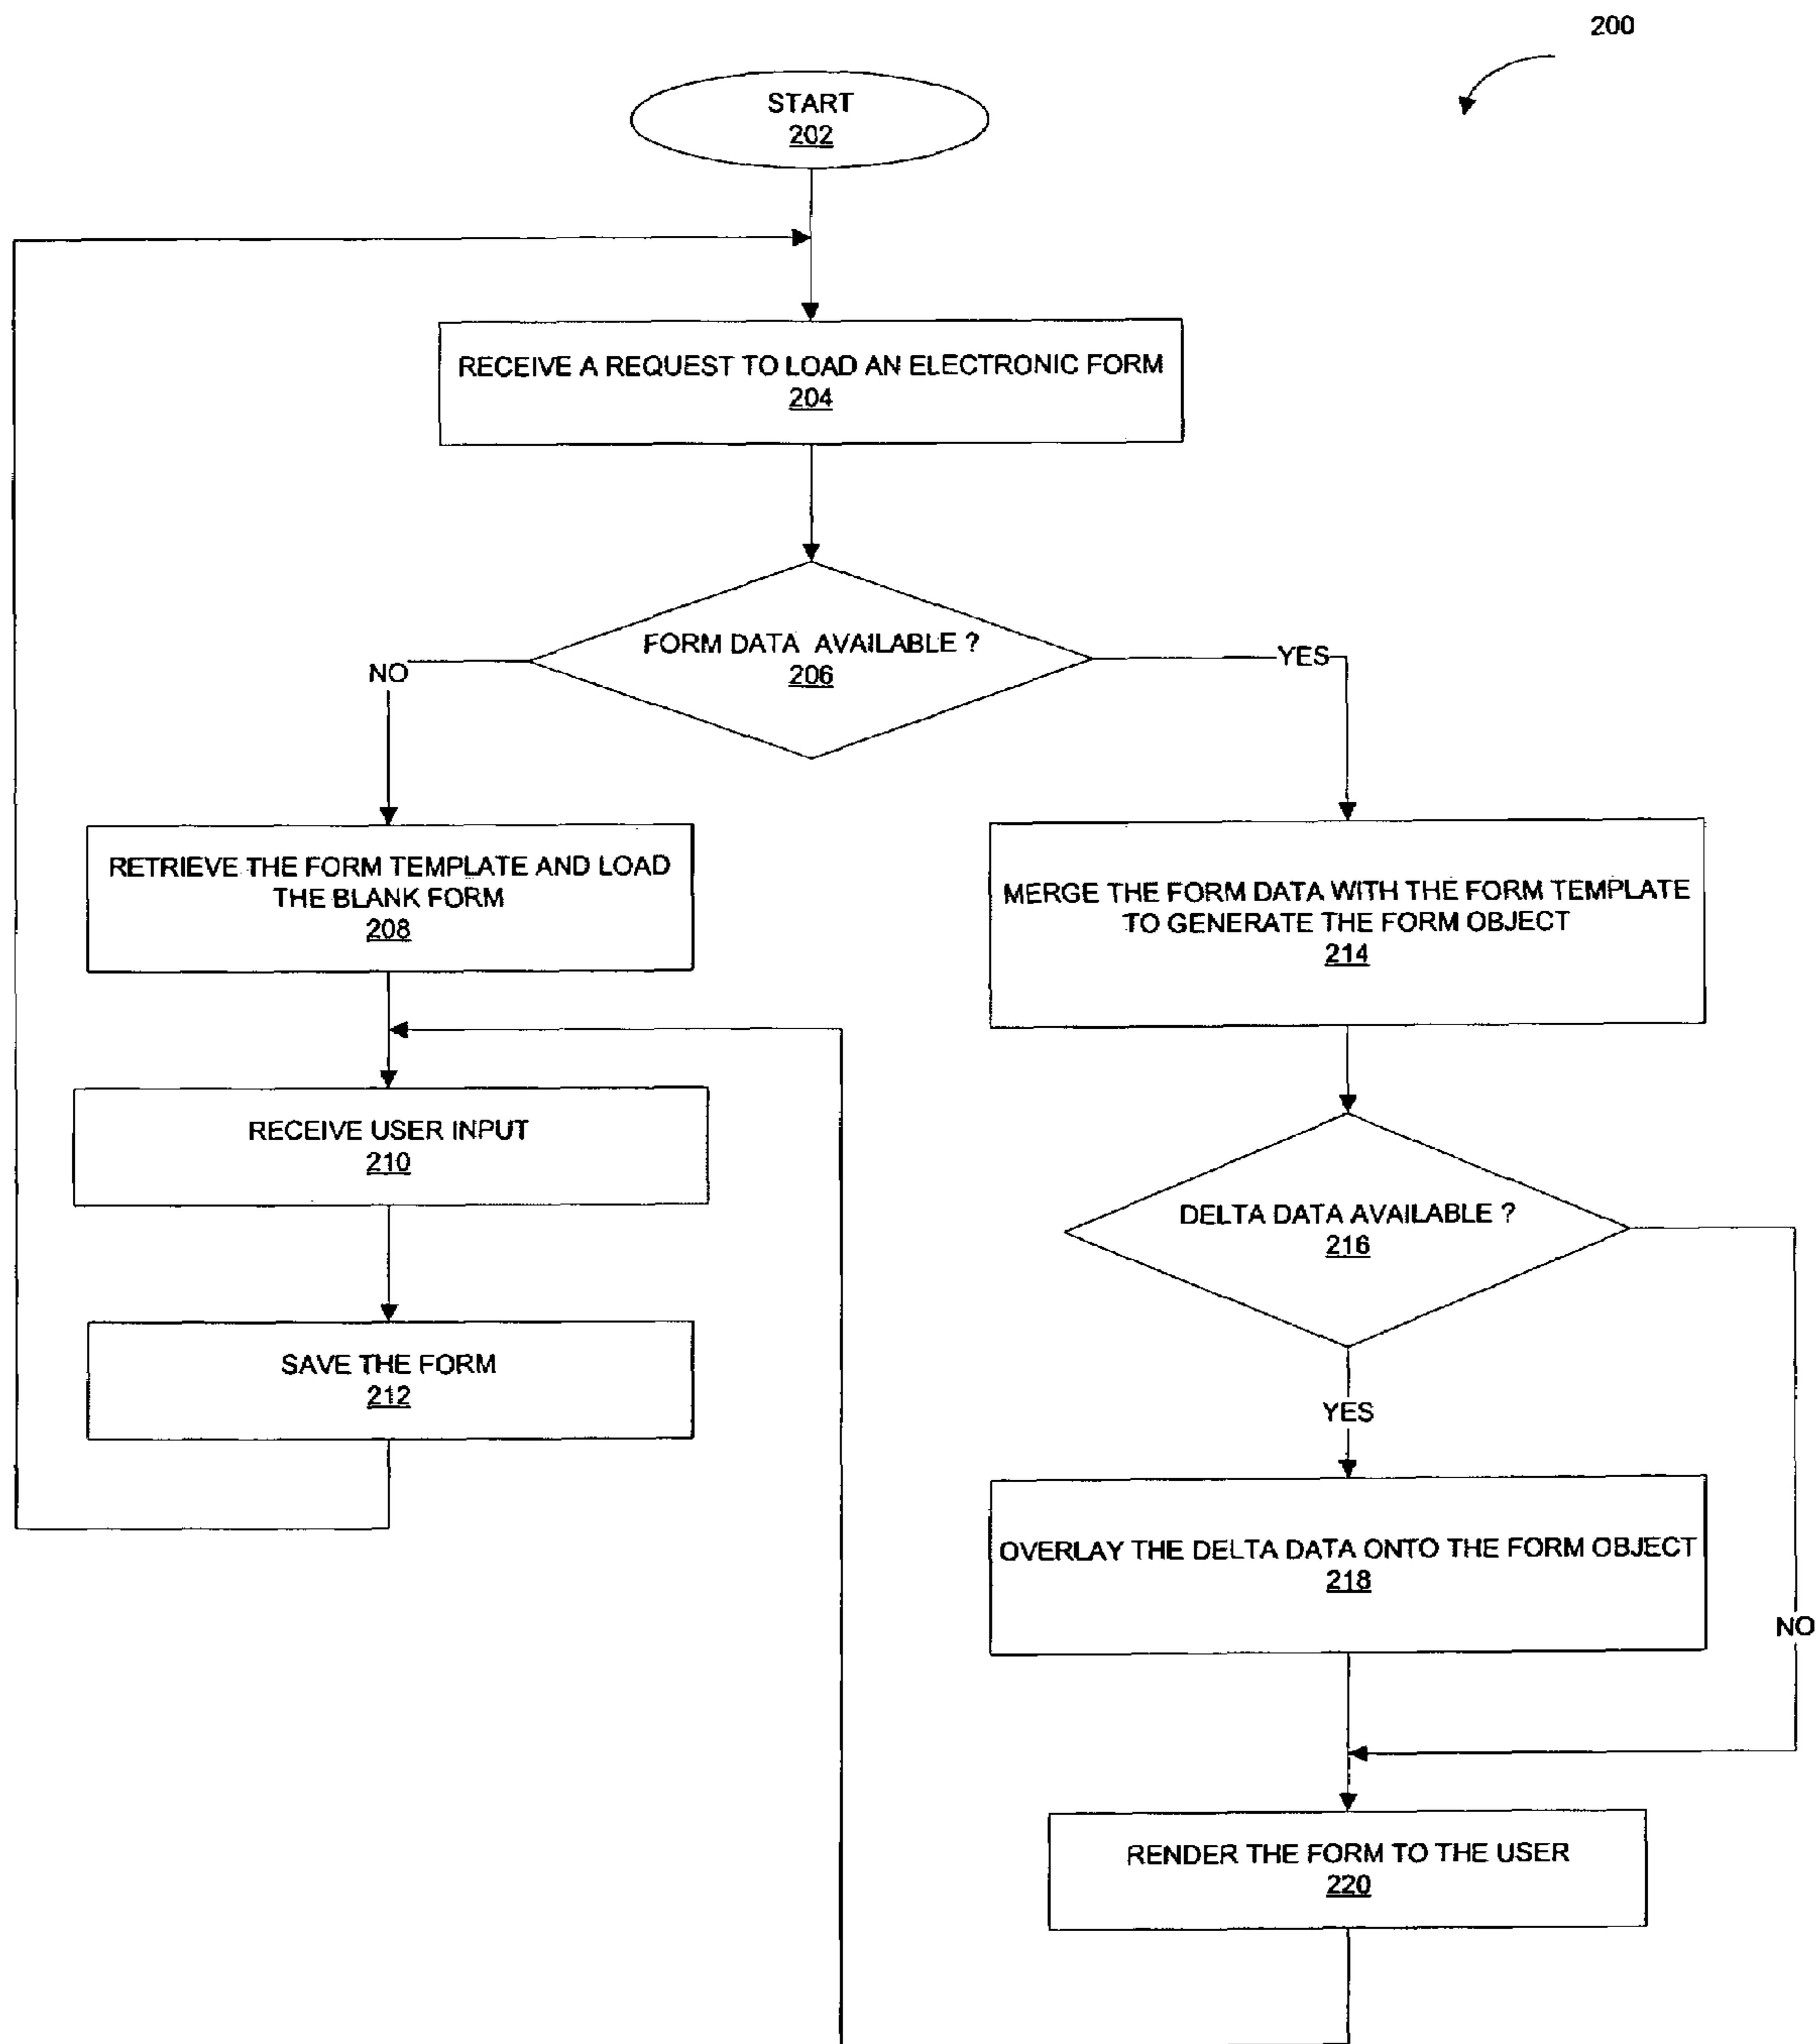 200
START
202
RECEIVE A REQUEST TO LOAD AN ELECTRONIC FORM
204
FORM DATA AVAILABLE ?
206
NO
YES
RETRIEVE THE FORM TEMPLATE AND LOAD
THE BLANK FORM
208
MERGE THE FORM DATA WITH THE FORM TEMPLATE
TO GENERATE THE FORM OBJECT
214
RECEIVE USER INPUT
210
DELTA DATA AVAILABLE ?
216
SAVE THE FORM
212
YES
OVERLAY THE DELTA DATA ONTO THE FORM OBJECT
218
NO
RENDER THE FORM TO THE USER
220